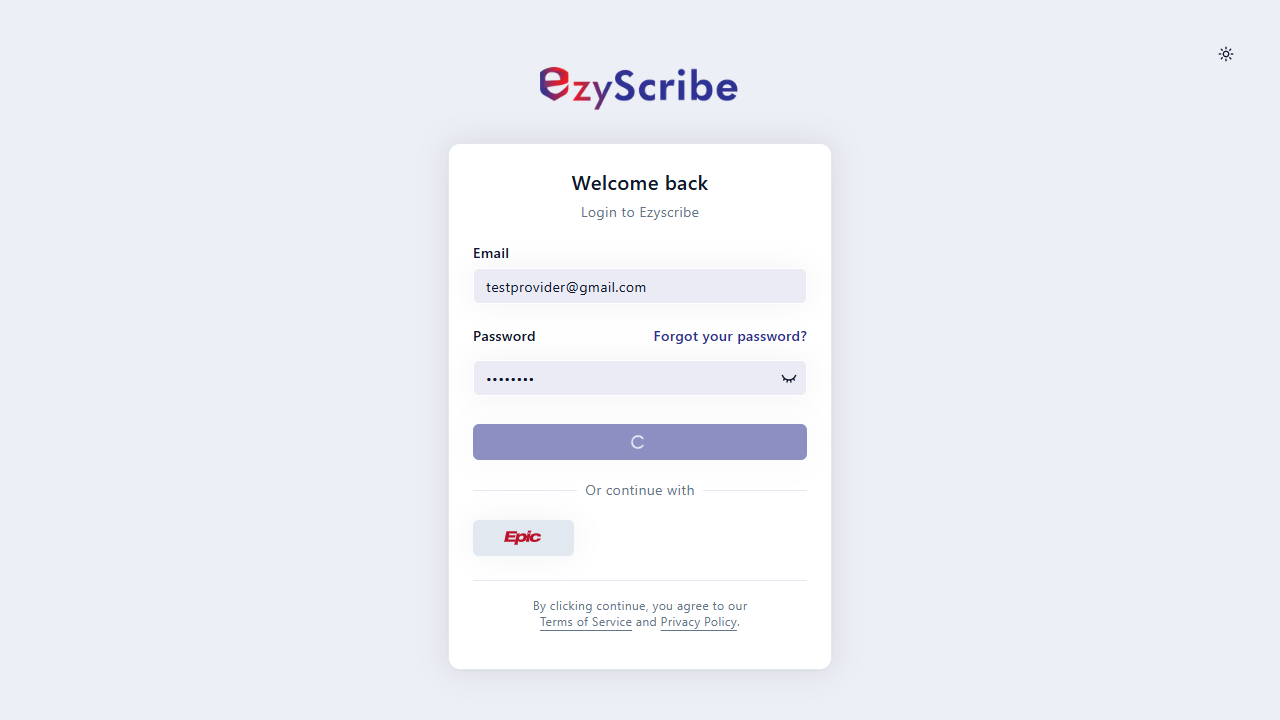 ezyScribe
Welcome back
Login to Ezyscribe
Email
testprovider@gmail.com
Password Forgot your password?
••••••••
Or continue with
Epic
By clicking continue, you agree to our
Terms of Service and Privacy Policy.